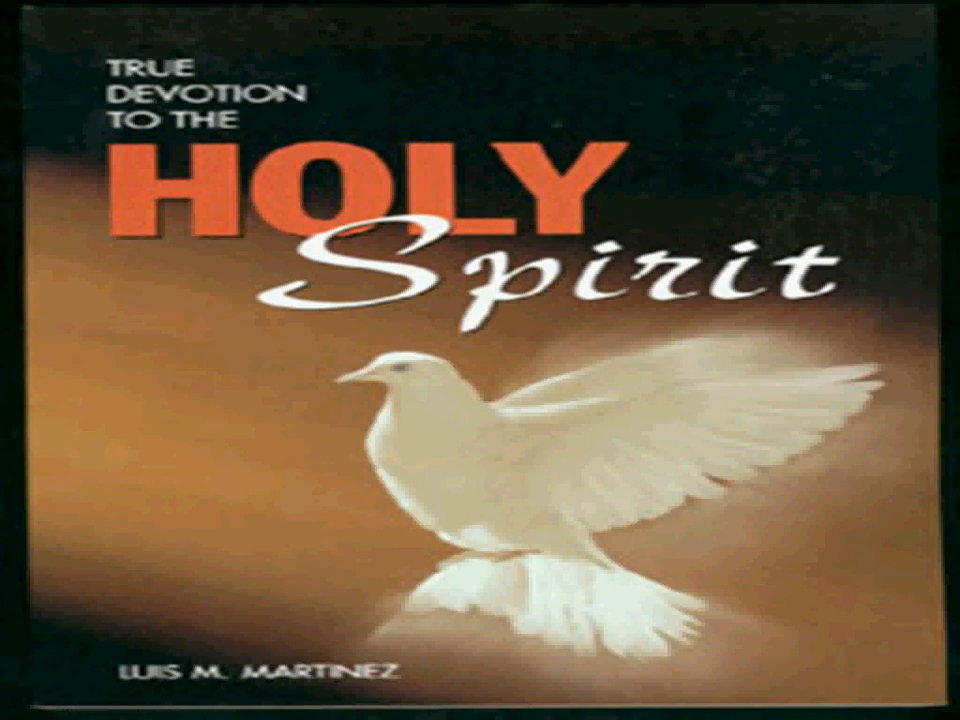 TRUE
DEVOTION
TO THE
HOLY
Spirit
LUIS M. MARTINEZ